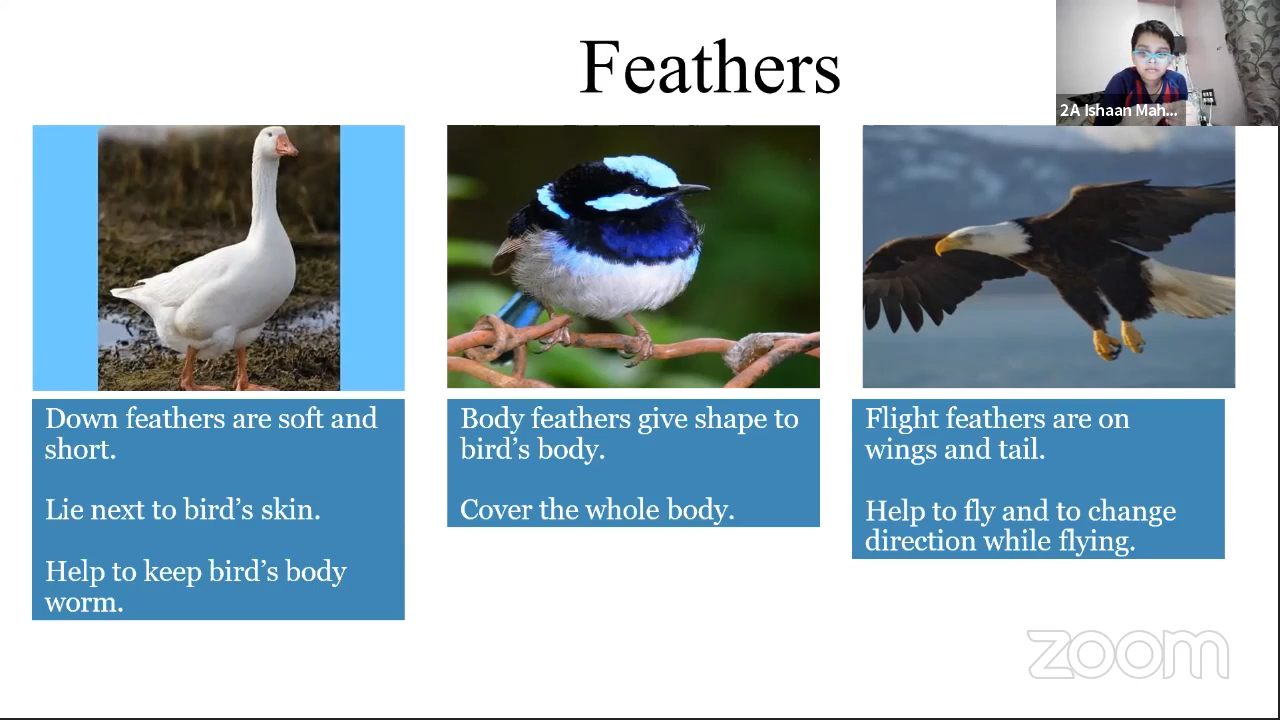 Feathers
2A Ishaan Mah...
Down feathers are soft and
short.
Lie next to bird's skin.
Help to keep bird's body
worm.
Body feathers give shape to
bird's body.
Cover the whole body.
Flight feathers are on
wings and tail.
Help to fly and to change
direction while flying.
zoom